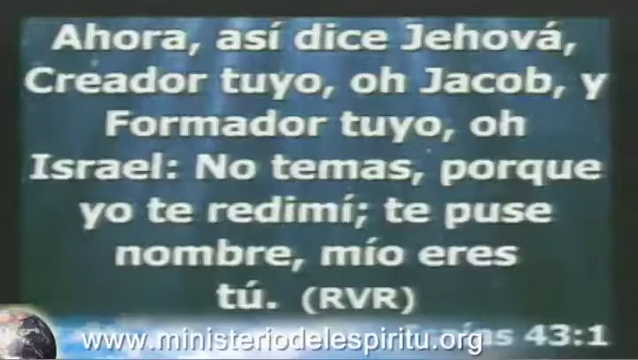 Ahora, así dice Jehová,
Creador tuyo, oh Jacob, y
Formador tuyo, oh
Israel: No temas, porque
yo te redimí; te puse
nombre, mío eres
tú. (RVR)
www.ministeriodelespiritu.org 43:1